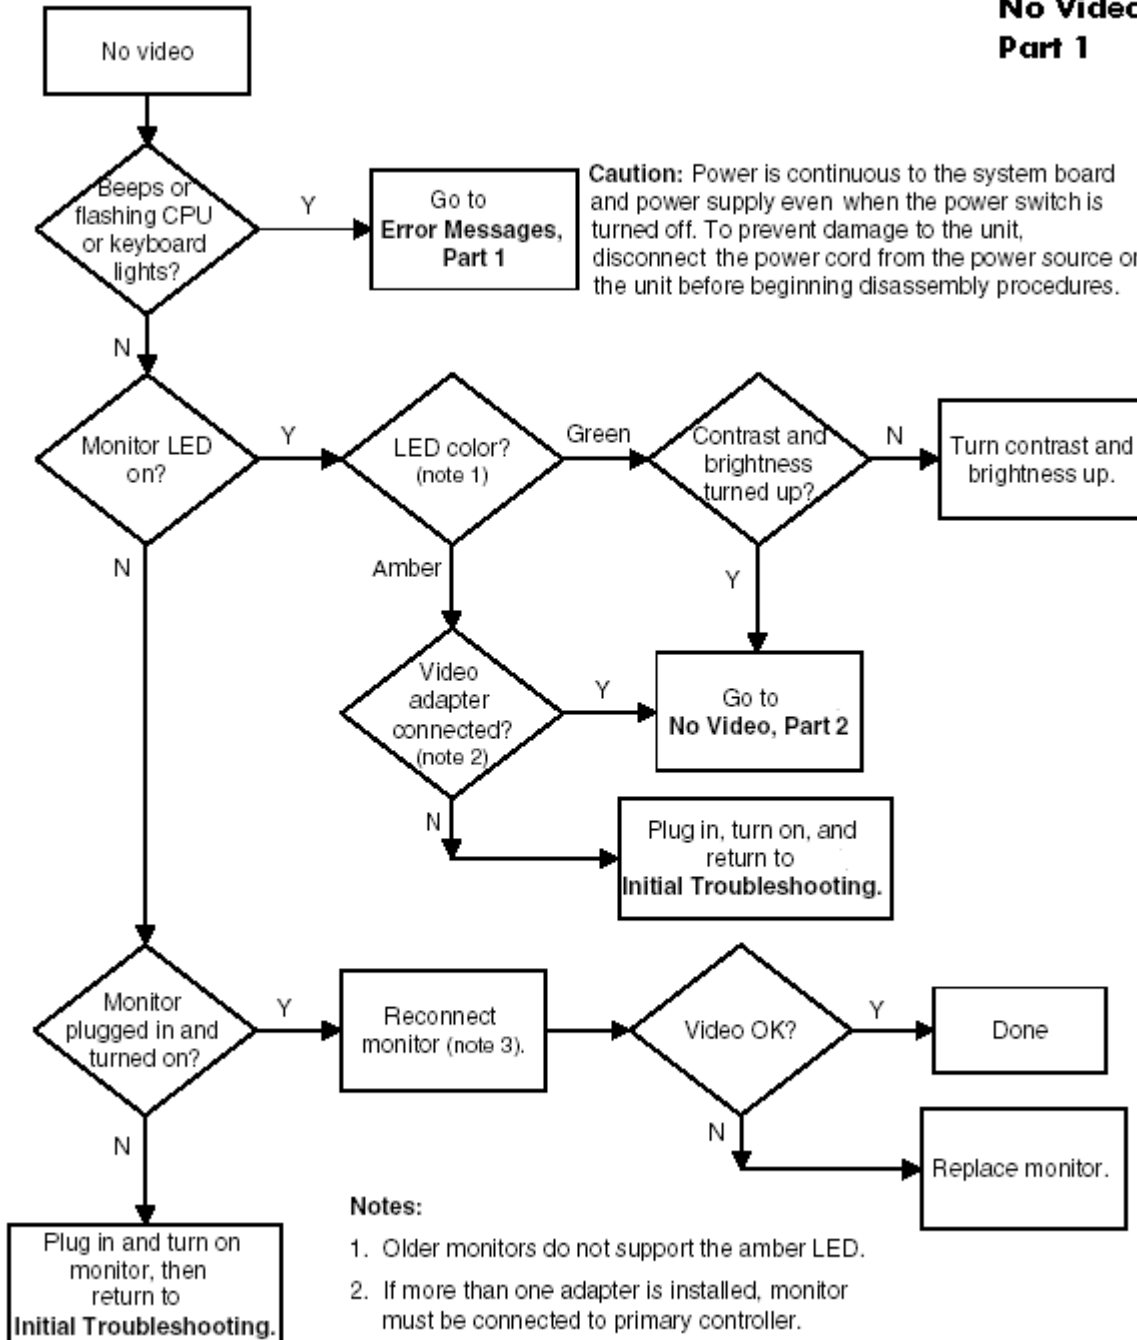 No Video
Part 1
No video
Beeps or
flashing CPU
or keyboard
lights?
Y
Go to
Error Messages,
Part 1
Caution: Power is continuous to the system board
and power supply even when the power switch is
turned off. To prevent damage to the unit,
disconnect the power cord from the power source or
the unit before beginning disassembly procedures.
N
Monitor LED
on?
Y
LED color?
(note 1)
Green
Contrast and
brightness
turned up?
N
Turn contrast and
brightness up.
N
Amber
Y
Video
adapter
connected?
(note 2)
Y
Go to
No Video, Part 2
N
Plug in, turn on, and
return to
Initial Troubleshooting.
Monitor
plugged in and
turned on?
Y
Reconnect
monitor (note 3).
Video OK?
Y
Done
N
N
Replace monitor.
Plug in and turn on
monitor, then
return to
Initial Troubleshooting.
Notes:
1. Older monitors do not support the amber LED.
2. If more than one adapter is installed, monitor
must be connected to primary controller.